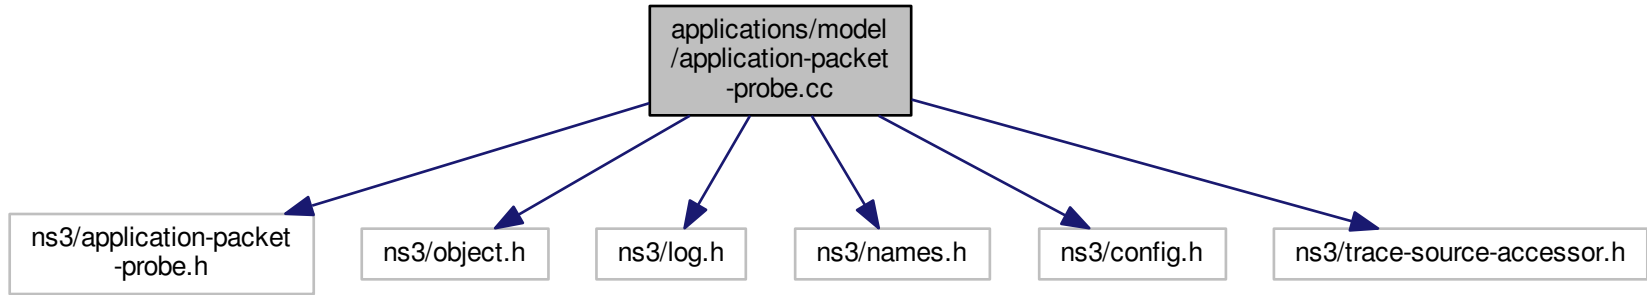 applications/model
/application-packet
-probe.cc
ns3/application-packet
-probe.h
ns3/object.h
ns3/log.h
ns3/names.h
ns3/config.h
ns3/trace-source-accessor.h